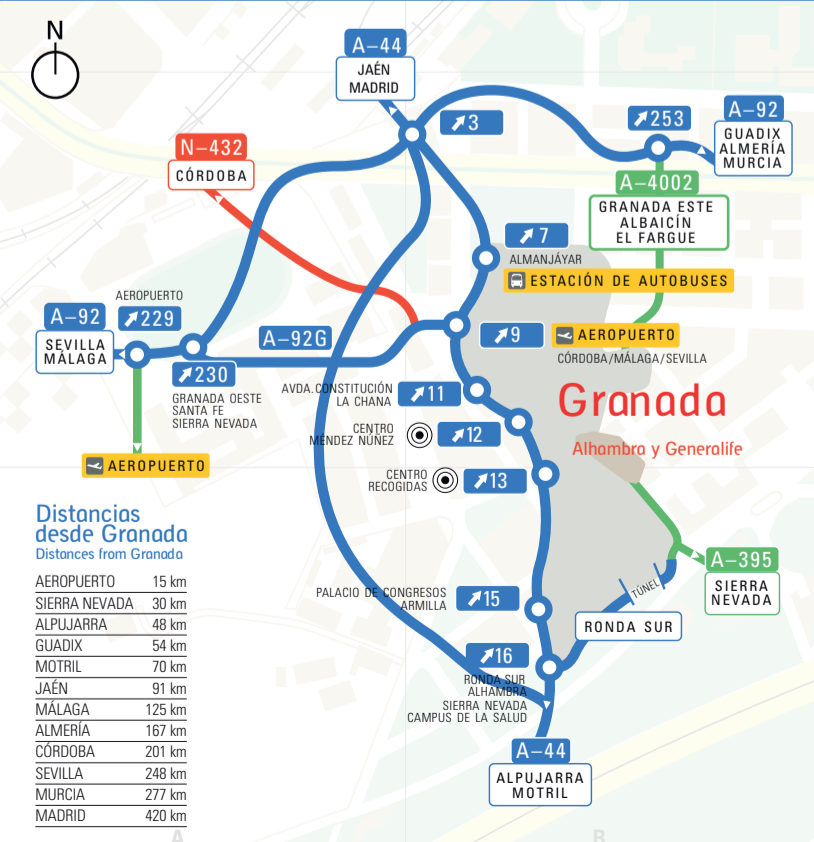 N
A-44
JAÉN
MADRID
3
253
A-92
GUADIX
ALMERÍA
MURCIA
N-432
CÓRDOBA
A-4002
GRANADA ESTE
ALBAICÍN
EL FARGUE
7
ALMANJÁYAR
ESTACIÓN DE AUTOBUSES
AEROPUERTO
229
A-92
SEVILLA
MÁLAGA
A-92G
9
AEROPUERTO
CÓRDOBA/MÁLAGA/SEVILLA
230
GRANADA OESTE
SANTA FE
SIERRA NEVADA
AVDA. CONSTITUCIÓN
LA CHANA
11
Granada
CENTRO
MÉNDEZ NÚÑEZ
12
Alhambra y Generalife
AEROPUERTO
CENTRO
RECOGIDAS
13
Distancias
desde Granada
Distances from Granada
AEROPUERTO 15 km
SIERRA NEVADA 30 km
ALPUJARRA 48 km
GUADIX 54 km
MOTRIL 70 km
JAÉN 91 km
MÁLAGA 125 km
ALMERÍA 167 km
CÓRDOBA 201 km
SEVILLA 248 km
MURCIA 277 km
MADRID 420 km
A-395
SIERRA
NEVADA
TÚNEL
PALACIO DE CONGRESOS
ARMILLA
15
RONDA SUR
16
RONDA SUR
ALHAMBRA
SIERRA NEVADA
CAMPUS DE LA SALUD
A-44
ALPUJARRA
MOTRIL
A
B